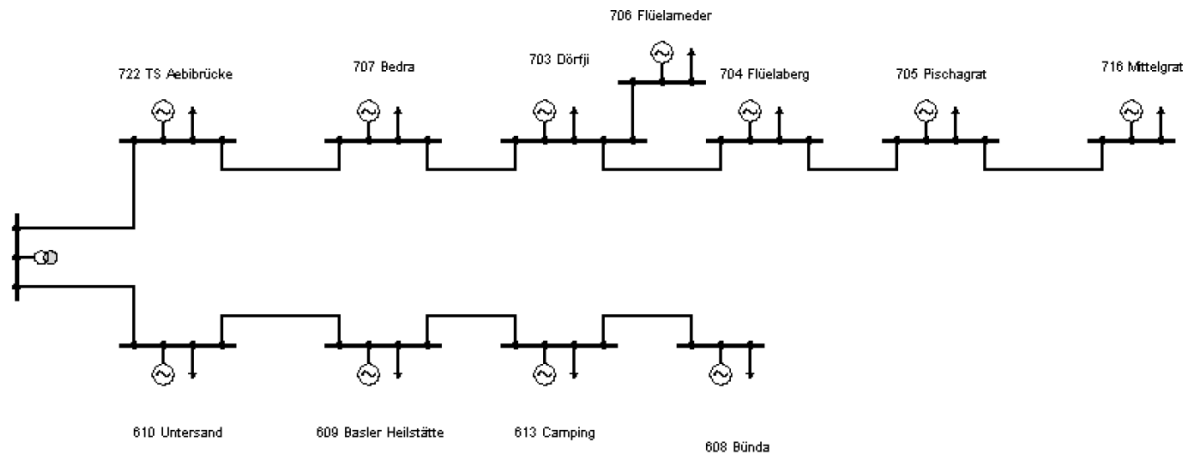 706 Flüelameder
722 TS Aebibrücke
707 Bedra
703 Dörfji
704 Flüelaberg
705 Pischagrat
716 Mittelgrat
610 Untersand
609 Basler Heilstätte
613 Camping
608 Bünda